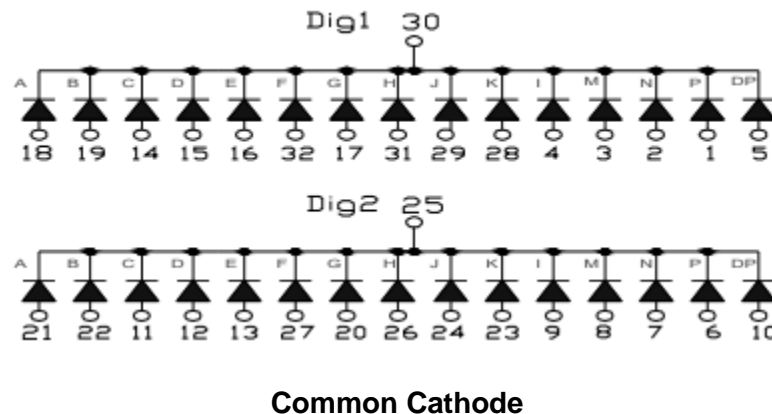 Dig1 30
A B C D E F G H J K I M N P DP
18 19 14 15 16 32 17 31 29 28 4 3 2 1 5
Dig2 25
A B C D E F G H J K I M N P DP
21 22 11 12 13 27 20 26 24 23 9 8 7 6 10
Common Cathode